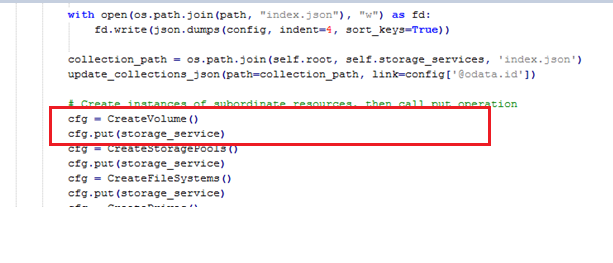 with open(os.path.join(path, "index.json"), "w") as fd:
fd.write(json.dumps(config, indent=4, sort_keys=True))
collection_path = os.path.join(self.root, self.storage_services, 'index.json')
update_collections_json(path=collection_path, link=config['@odata.id'])
# Create instances of subordinate resources, then call put operation
cfg = CreateVolume()
cfg.put(storage_service)
cfg = CreateStoragePools()
cfg.put(storage_service)
cfg = CreateFileSystems()
cfg.put(storage_service)
cfg = CreateDrives()